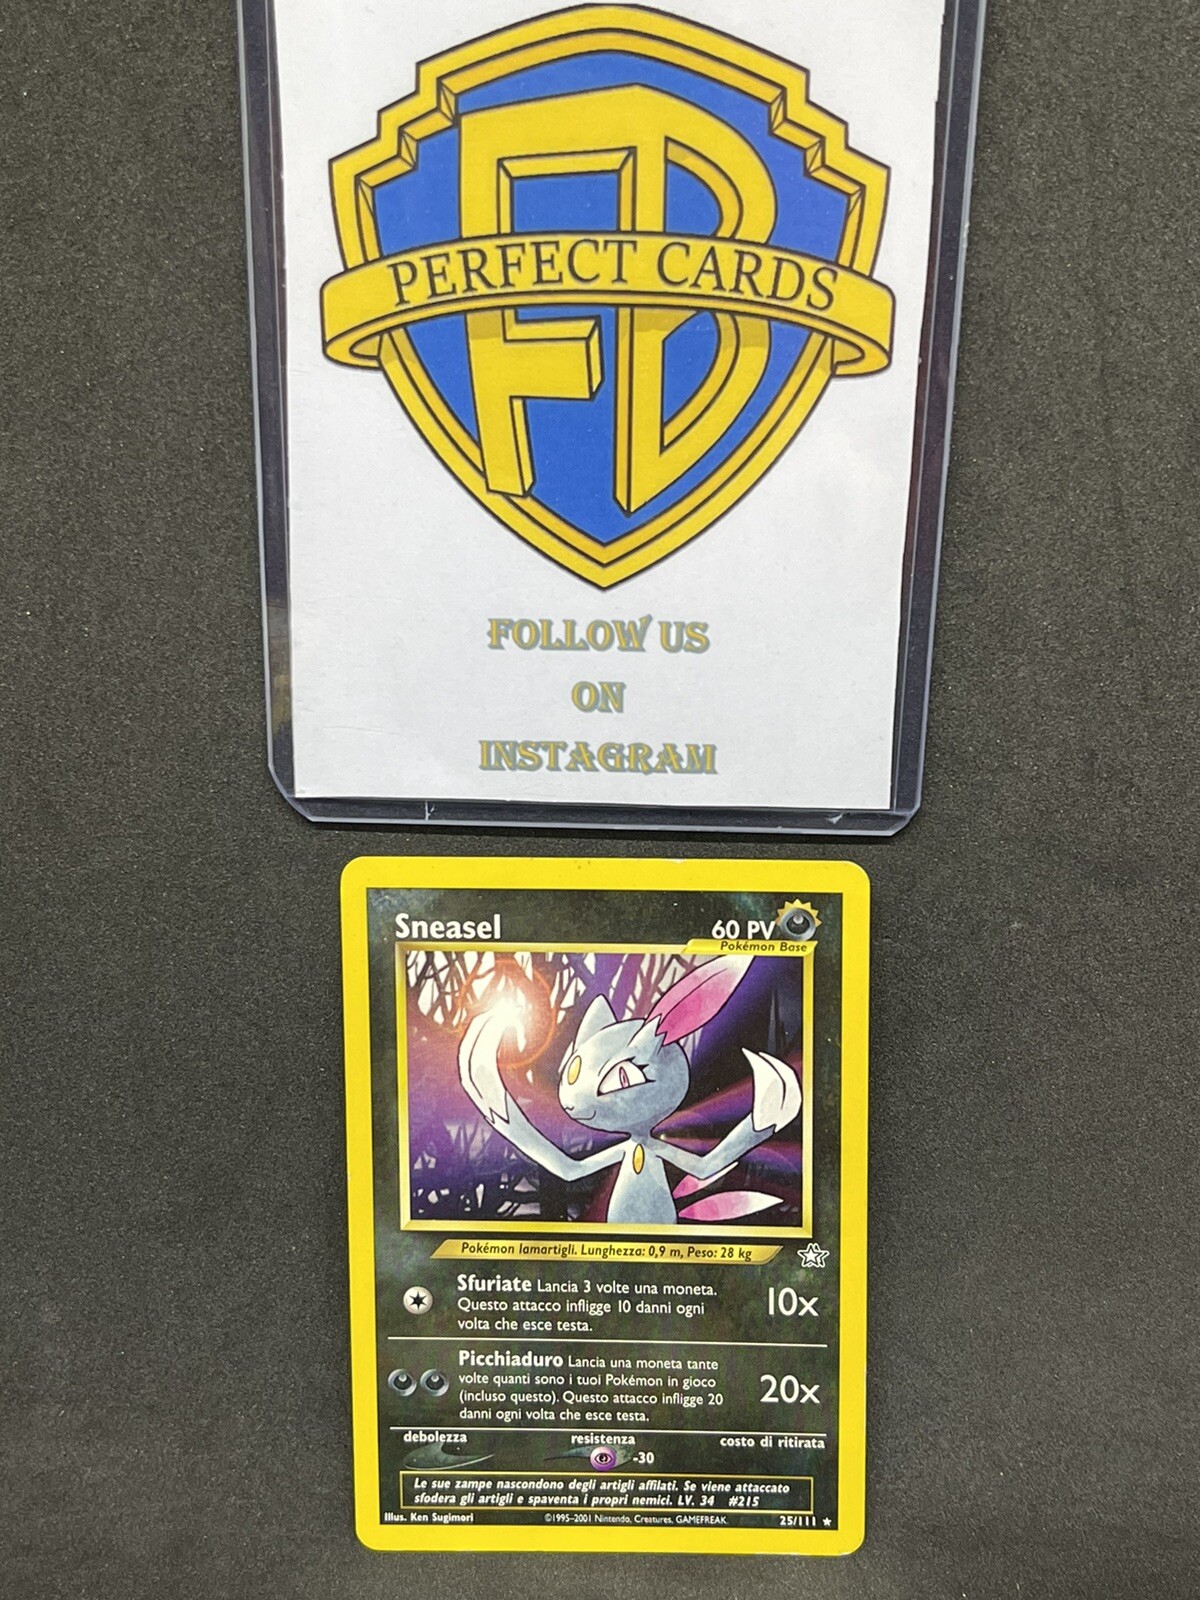 FB
PERFECT CARDS
FOLLOW US
ON
INSTAGRAM
Sneasel
60 PV
Pokémon Base
Pokémon lamartigli. Lunghezza: 0,9 m, Peso: 28 kg
Sfuriate Lancia 3 volte una moneta.
Questo attacco infligge 10 danni ogni
volta che esce testa.
10x
Picchiaduro Lancia una moneta tante
volte quanti sono i tuoi Pokémon in gioco
(incluso questo). Questo attacco infligge 20
danni ogni volta che esce testa.
20x
debolezza
resistenza
costo di ritirata
-30
Le sue zampe nascondono degli artigli affilati. Se viene attaccato
sfodera gli artigli e spaventa i propri nemici. LV. 34 #215
Illus. Ken Sugimori
©1995-2001 Nintendo, Creatures, GAMEFREAK.
25/111 ★